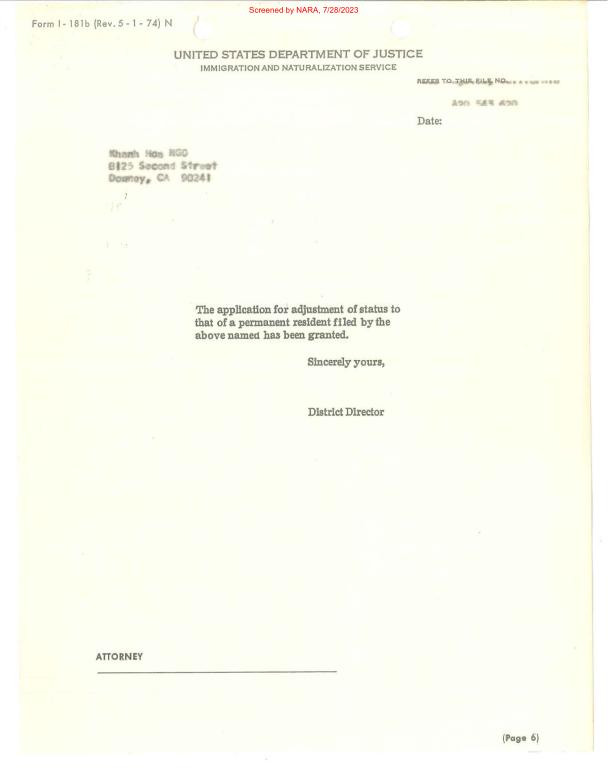 Screened by NARA, 7/28/2023
Form I - 181b (Rev. 5 - 1 - 74) N
UNITED STATES DEPARTMENT OF JUSTICE
IMMIGRATION AND NATURALIZATION SERVICE
REFER TO THIS FILE NO.
Date:
Khanh Hoa NGO
8125 Second Street
Downey, CA 90241
The application for adjustment of status to
that of a permanent resident filed by the
above named has been granted.
Sincerely yours,
District Director
ATTORNEY
(Page 6)